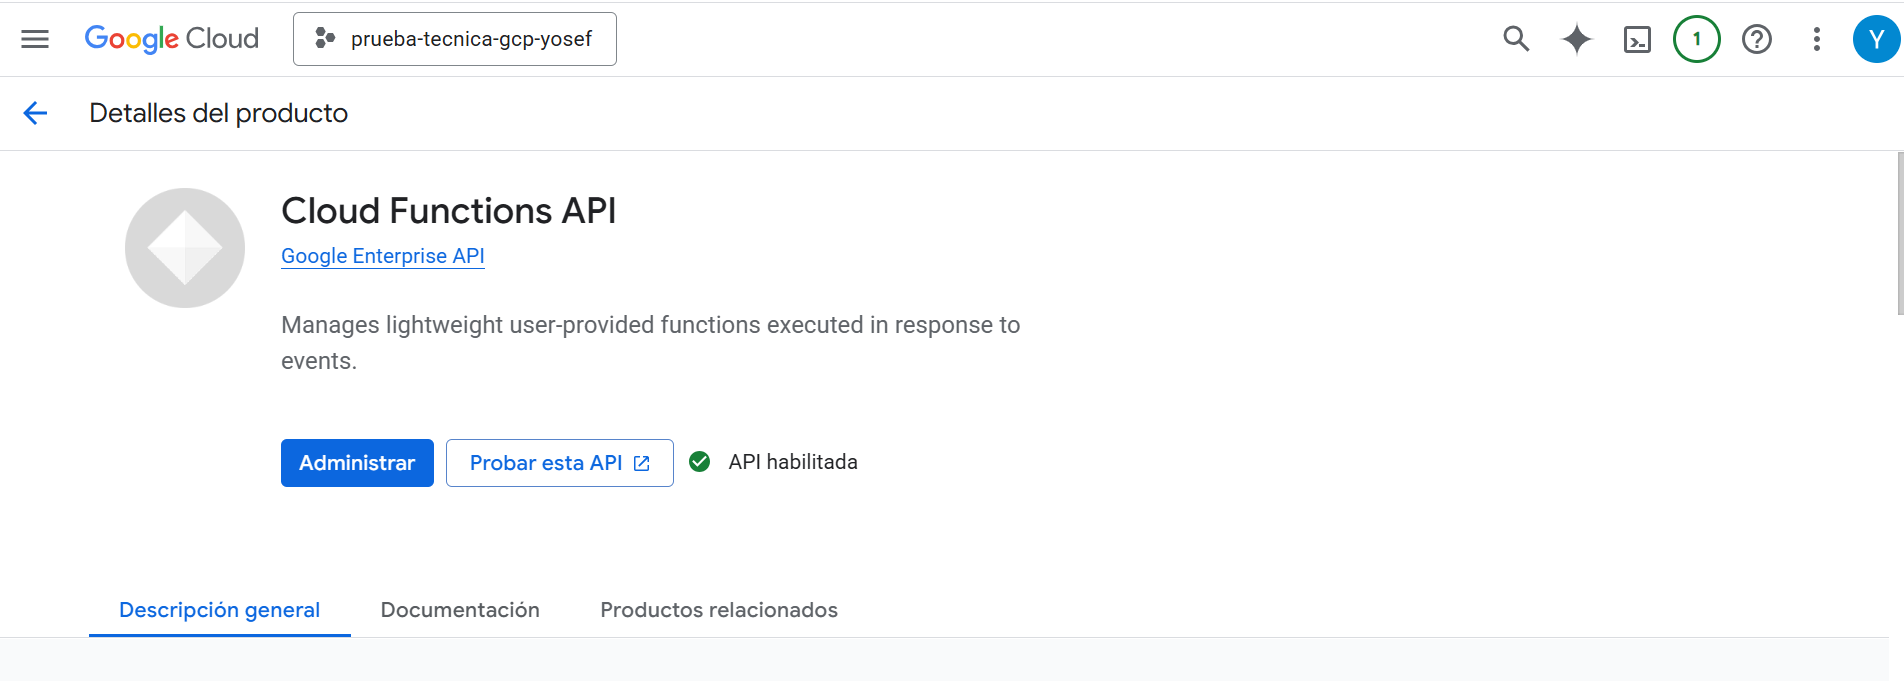 Google Cloud
prueba-tecnica-gcp-yosef
1
Y
Detalles del producto
Cloud Functions API
Google Enterprise API
Manages lightweight user-provided functions executed in response to
events.
Administrar
Probar esta API
API habilitada
Descripción general
Documentación
Productos relacionados